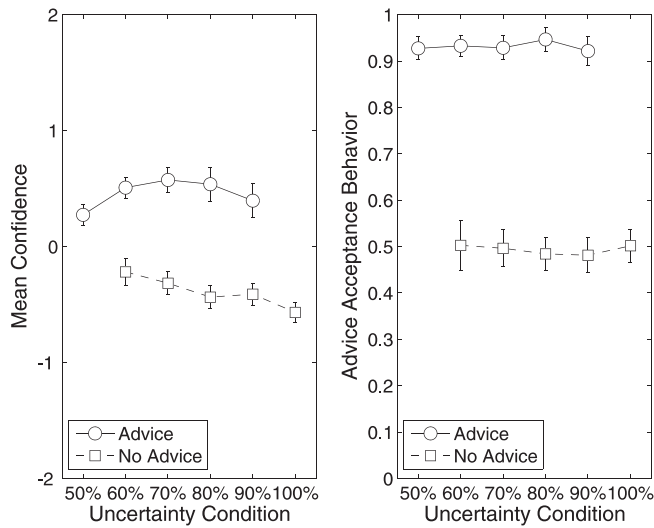 2
1
0
-1
-2
Mean Confidence
Advice
No Advice
50% 60% 70% 80% 90% 100%
Uncertainty Condition
1
0.9
0.8
0.7
0.6
0.5
0.4
0.3
0.2
0.1
0
Advice Acceptance Behavior
Advice
No Advice
50% 60% 70% 80% 90% 100%
Uncertainty Condition